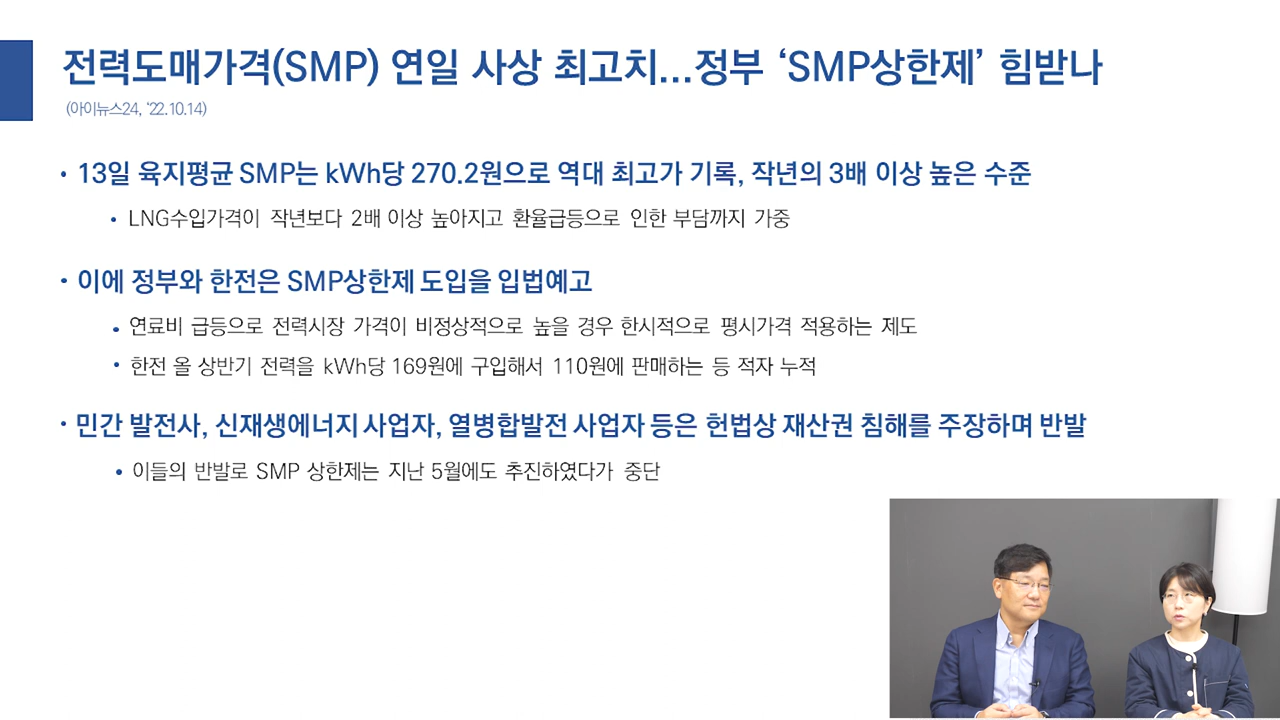 전력도매가격(SMP) 연일 사상 최고치...정부 ‘SMP상한제’ 힘받나
(아이뉴스24, ‘22.10.14)
• 13일 육지평균 SMP는 kWh당 270.2원으로 역대 최고가 기록, 작년의 3배 이상 높은 수준
• LNG수입가격이 작년보다 2배 이상 높아지고 환율급등으로 인한 부담까지 가중
• 이에 정부와 한전은 SMP상한제 도입을 입법예고
• 연료비 급등으로 전력시장 가격이 비정상적으로 높을 경우 한시적으로 평시가격 적용하는 제도
• 한전 올 상반기 전력을 kWh당 169원에 구입해서 110원에 판매하는 등 적자 누적
• 민간 발전사, 신재생에너지 사업자, 열병합발전 사업자 등은 헌법상 재산권 침해를 주장하며 반발
• 이들의 반발로 SMP 상한제는 지난 5월에도 추진하였다가 중단